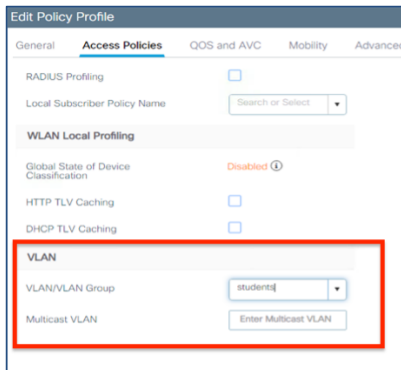 Edit Policy Profile
General Access Policies QOS and AVC Mobility Advanced
RADIUS Profiling
Local Subscriber Policy Name Search or Select
WLAN Local Profiling
Global State of Device Classification Disabled
HTTP TLV Caching
DHCP TLV Caching
VLAN
VLAN/VLAN Group students
Multicast VLAN Enter Multicast VLAN